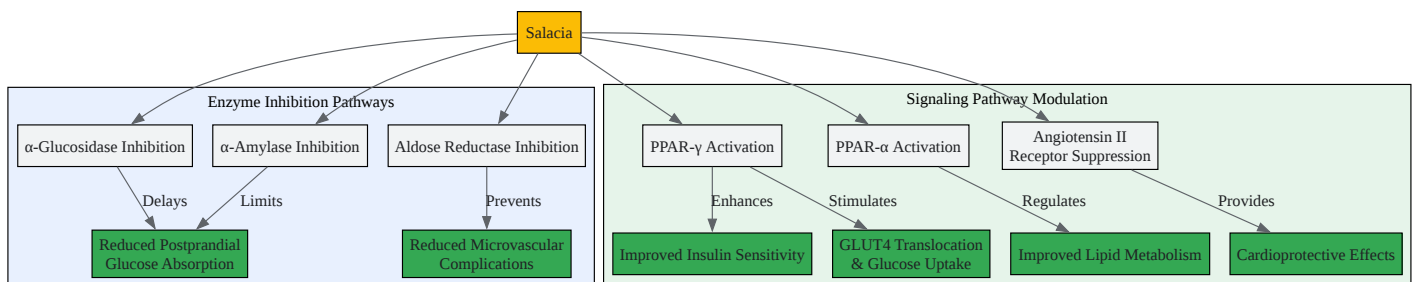 Salacia
Enzyme Inhibition Pathways
α-Glucosidase Inhibition
α-Amylase Inhibition
Aldose Reductase Inhibition
Delays
Limits
Prevents
Reduced Postprandial
Glucose Absorption
Reduced Microvascular
Complications
Signaling Pathway Modulation
PPAR-γ Activation
PPAR-α Activation
Angiotensin II
Receptor Suppression
Enhances
Stimulates
Regulates
Provides
Improved Insulin Sensitivity
GLUT4 Translocation
& Glucose Uptake
Improved Lipid Metabolism
Cardioprotective Effects